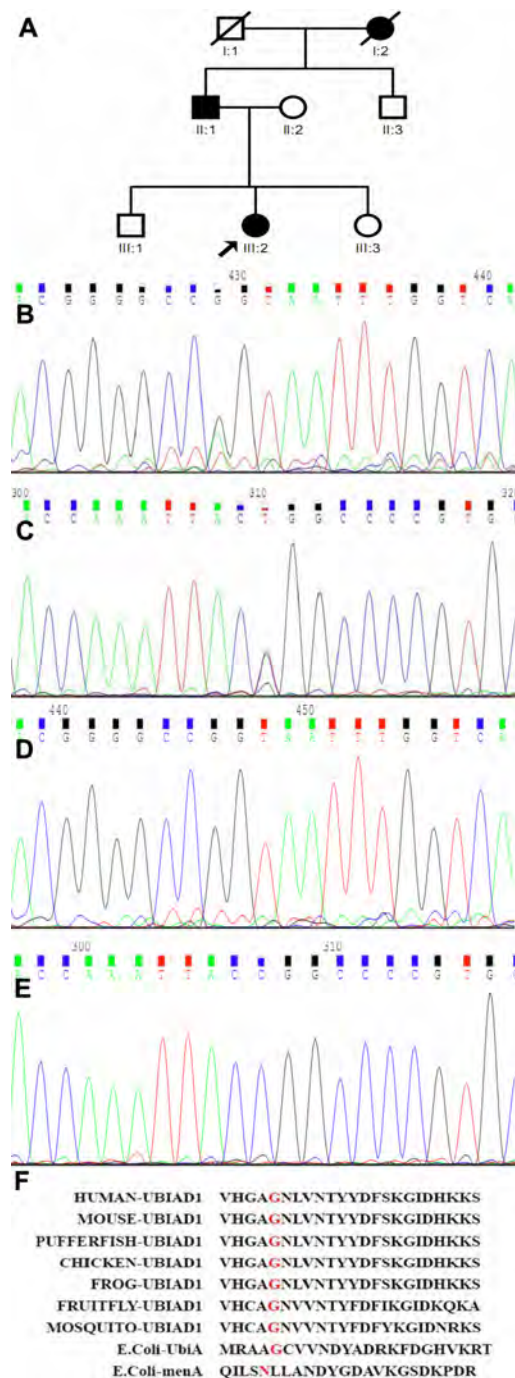 A
I:1 I:2
II:1 II:2 II:3
III:1 III:2 III:3
430 440
C G G G G C C G G T A A T T T G G T C A
B
300 310 320
C C A A A T T A C T G G C C C C G T G
C
440 450
C G G G G C C G G T A A T T T G G T C A
D
300 310
C C A A A T T A C C G G C C C C G T G
E
F
HUMAN-UBIAD1 VHGAGNLVNTYYDFSKGIDHKKS
MOUSE-UBIAD1 VHGAGNLVNTYYDFSKGIDHKKS
PUFFERFISH-UBIAD1 VHGAGNLVNTYYDFSKGIDHKKS
CHICKEN-UBIAD1 VHGAGNLVNTYYDFSKGIDHKKS
FROG-UBIAD1 VHGAGNLVNTYYDFSKGIDHKKS
FRUITFLY-UBIAD1 VHCAGNVVNTYFDFIKGIDKQKA
MOSQUITO-UBIAD1 VHGAGNVVNTYFDFYKGIDNRKS
E.Coli-UbiA MRAAGCVVNDYADRKFDGHVKRT
E.Coli-menA QILSNLLANDYGDAVKGSDKPDR